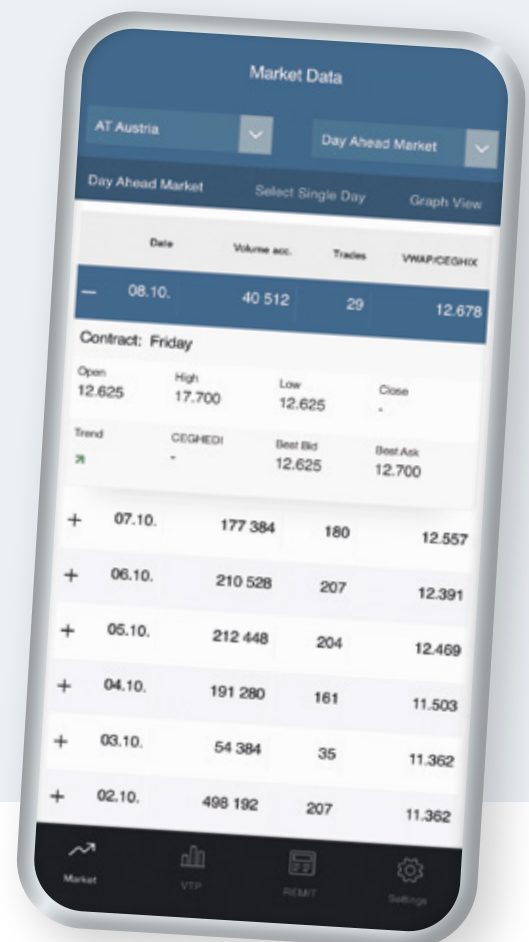 Market Data
AT Austria
Day Ahead Market
Day Ahead Market Select Single Day Graph View
Date Volume acc. Trades VWAP/CEGHIX
— 08.10. 40 512 29 12.678
Contract: Friday
Open High Low Close
12.625 17.700 12.625 -
Trend CEGHEDI Best Bid Best Ask
- 12.625 12.700
+ 07.10. 177 384 180 12.557
+ 06.10. 210 528 207 12.391
+ 05.10. 212 448 204 12.469
+ 04.10. 191 280 161 11.503
+ 03.10. 54 384 35 11.362
+ 02.10. 498 192 207 11.362
Market VTP REMIT Settings